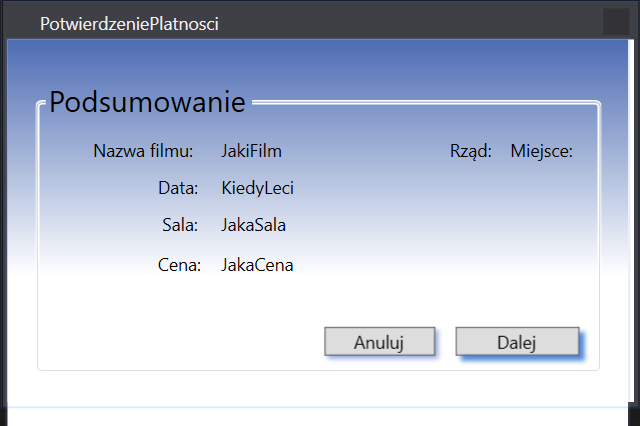 PotwierdzeniePlatnosci
Podsumowanie
Nazwa filmu: JakiFilm Rząd: Miejsce:
Data: KiedyLeci
Sala: JakaSala
Cena: JakaCena
Anuluj Dalej